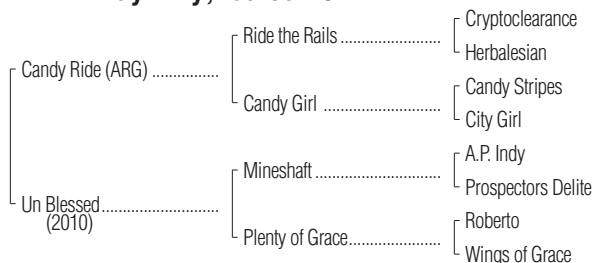 Ride the Rails
Cryptoclearance
Herbalesian
Candy Ride (ARG)
Candy Girl
Candy Stripes
City Girl
Mineshaft
A.P. Indy
Prospectors Delite
Un Blessed
(2010)
Plenty of Grace
Roberto
Wings of Grace